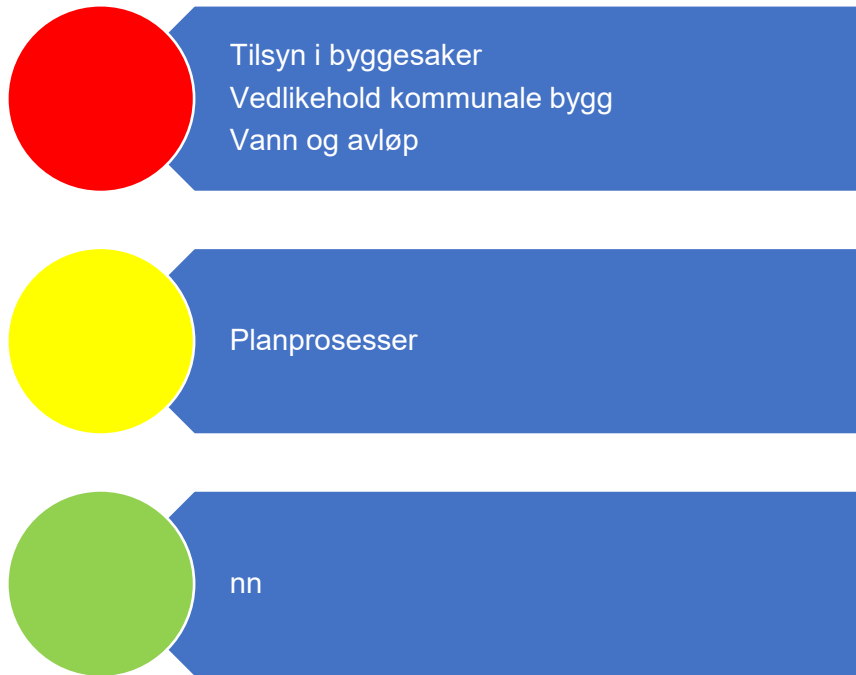 Tilsyn i byggesaker
Vedlikehold kommunale bygg
Vann og avløp
Planprosesser
nn